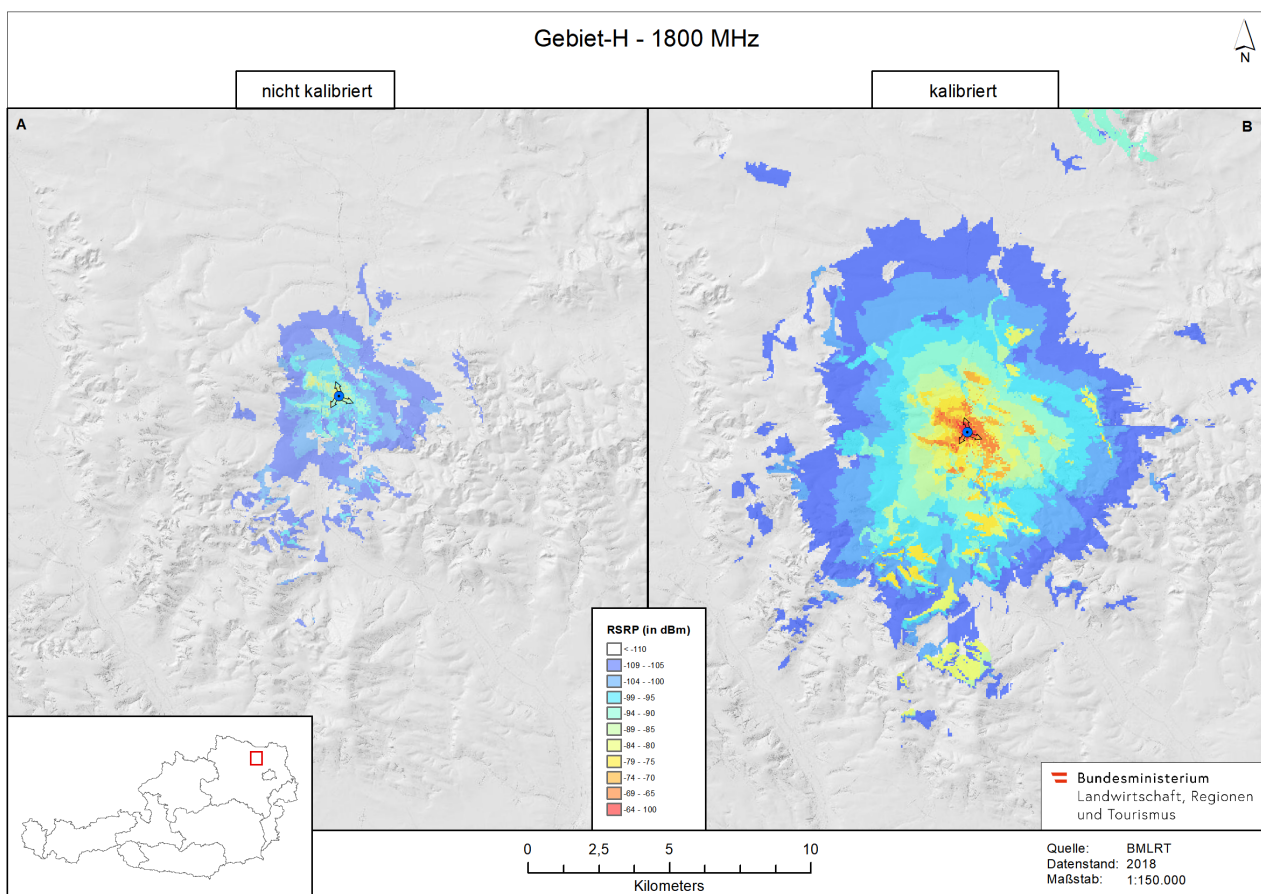 Gebiet-H - 1800 MHz
N
nicht kalibriert
kalibriert
A
B
RSRP (in dBm)
< -110
-109 - -105
-104 - -100
-99 - -95
-94 - -90
-89 - -85
-84 - -80
-79 - -75
-74 - -70
-69 - -65
-64 - 100
Bundesministerium
Landwirtschaft, Regionen
und Tourismus
0 2,5 5 10
Kilometers
Quelle: BMLRT
Datenstand: 2018
Maßstab: 1:150.000